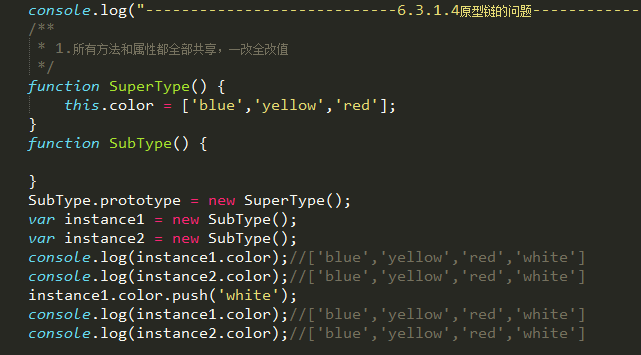 console.log("----------------------------6.3.1.4原型链的问题------------
/**
* 1.所有方法和属性都全部共享，一改全改值
*/
function SuperType() {
this.color = ['blue','yellow','red'];
}
function SubType() {
}
SubType.prototype = new SuperType();
var instance1 = new SubType();
var instance2 = new SubType();
console.log(instance1.color);//['blue','yellow','red','white']
console.log(instance2.color);//['blue','yellow','red','white']
instance1.color.push('white');
console.log(instance1.color);//['blue','yellow','red','white']
console.log(instance2.color);//['blue','yellow','red','white']